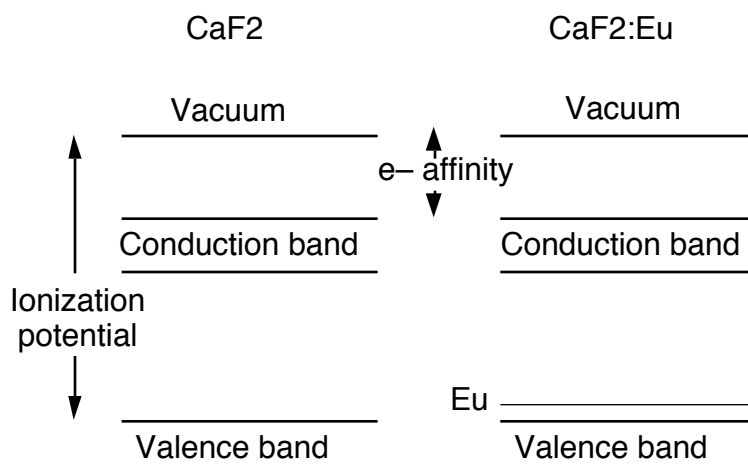 CaF2
CaF2:Eu
Vacuum
Vacuum
e– affinity
Conduction band
Conduction band
Ionization
potential
Eu
Valence band
Valence band